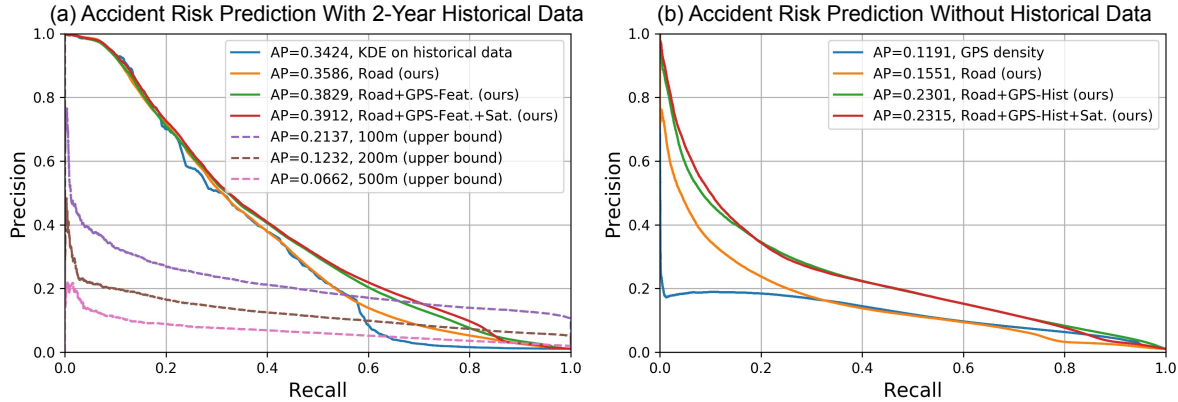 (a) Accident Risk Prediction With 2-Year Historical Data
1.0
0.8
0.6
0.4
0.2
0.0
Precision
0.0 0.2 0.4 0.6 0.8 1.0
Recall
AP=0.3424, KDE on historical data
AP=0.3586, Road (ours)
AP=0.3829, Road+GPS-Feat. (ours)
AP=0.3912, Road+GPS-Feat.+Sat. (ours)
AP=0.2137, 100m (upper bound)
AP=0.1232, 200m (upper bound)
AP=0.0662, 500m (upper bound)
(b) Accident Risk Prediction Without Historical Data
1.0
0.8
0.6
0.4
0.2
0.0
Precision
0.0 0.2 0.4 0.6 0.8 1.0
Recall
AP=0.1191, GPS density
AP=0.1551, Road (ours)
AP=0.2301, Road+GPS-Hist (ours)
AP=0.2315, Road+GPS-Hist+Sat. (ours)